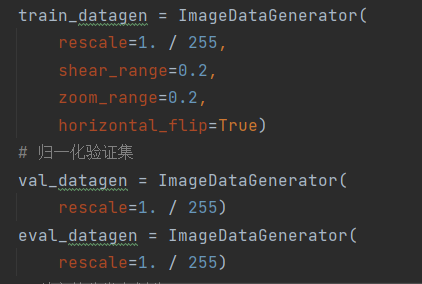 train_datagen = ImageDataGenerator(
    rescale=1. / 255,
    shear_range=0.2,
    zoom_range=0.2,
    horizontal_flip=True)
# 归一化验证集
val_datagen = ImageDataGenerator(
    rescale=1. / 255)
eval_datagen = ImageDataGenerator(
    rescale=1. / 255)